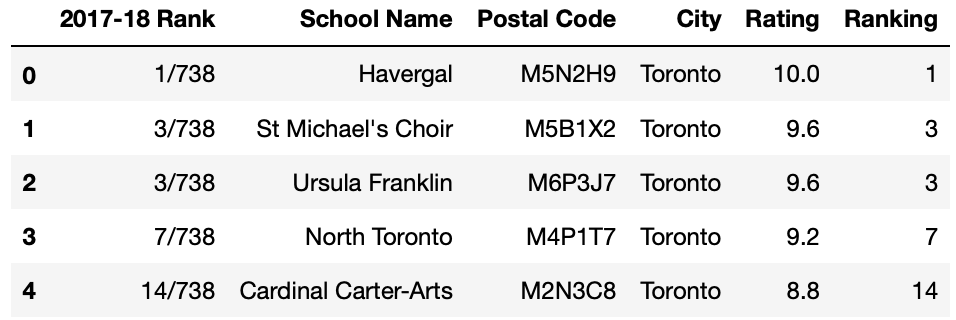 2017-18 Rank School Name Postal Code City Rating Ranking
0 1/738 Havergal M5N2H9 Toronto 10.0 1
1 3/738 St Michael's Choir M5B1X2 Toronto 9.6 3
2 3/738 Ursula Franklin M6P3J7 Toronto 9.6 3
3 7/738 North Toronto M4P1T7 Toronto 9.2 7
4 14/738 Cardinal Carter-Arts M2N3C8 Toronto 8.8 14